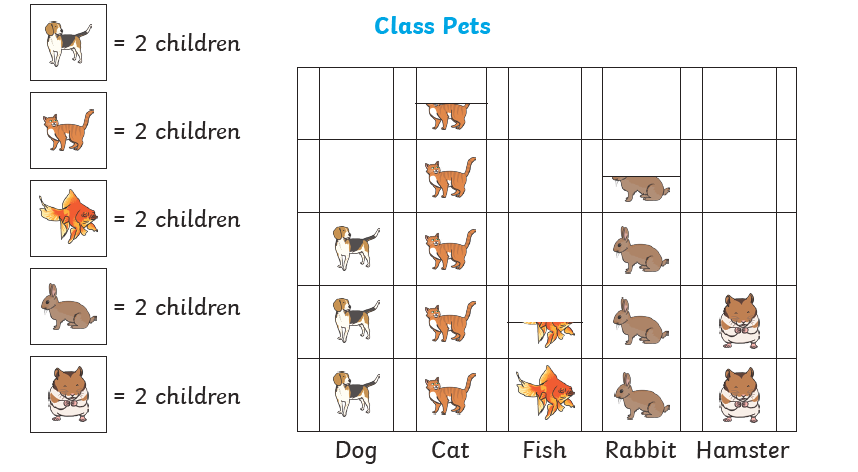 Class Pets
= 2 children
= 2 children
= 2 children
= 2 children
= 2 children
Dog Cat Fish Rabbit Hamster